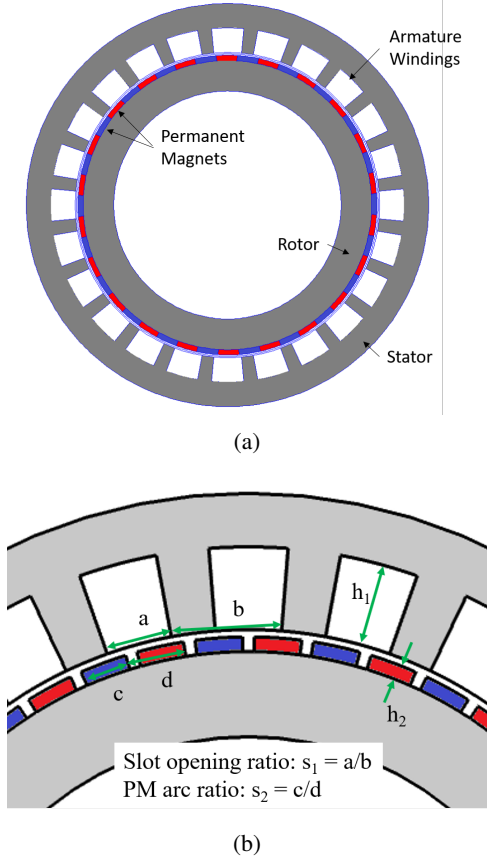 Armature
Windings
Permanent
Magnets
Rotor
Stator
(a)
a
b
h1
c
d
h2
Slot opening ratio: s1 = a/b
PM arc ratio: s2 = c/d
(b)